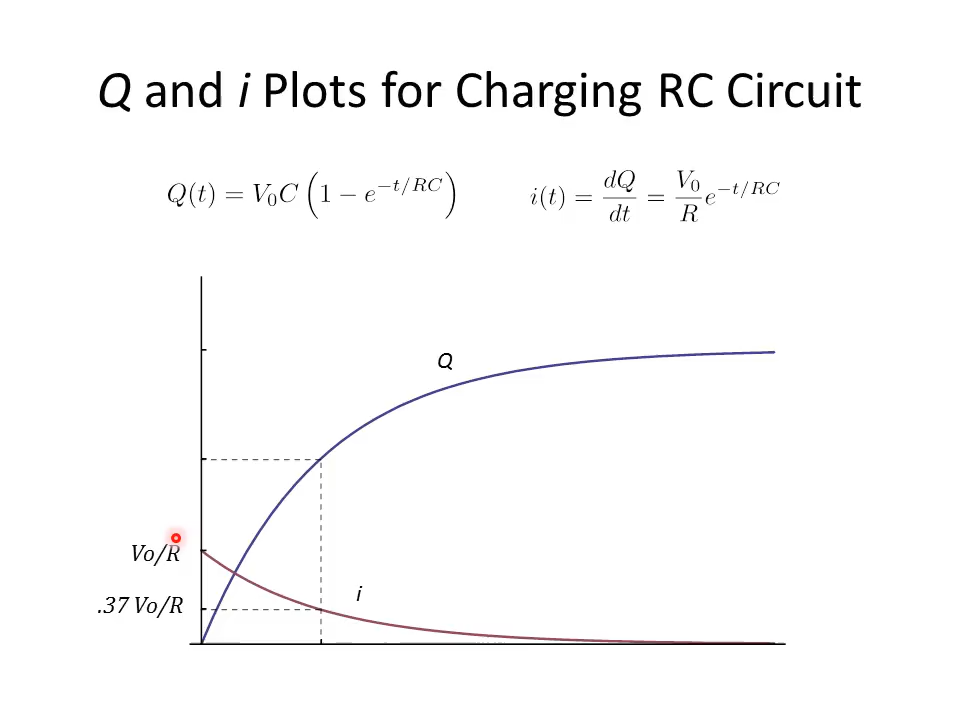 Q and i Plots for Charging RC Circuit
Q(t) = V₀C (1 − e^{−t/RC})
i(t) = dQ/dt = V₀/R e^{−t/RC}
Q
Vo/R
.37 Vo/R
i